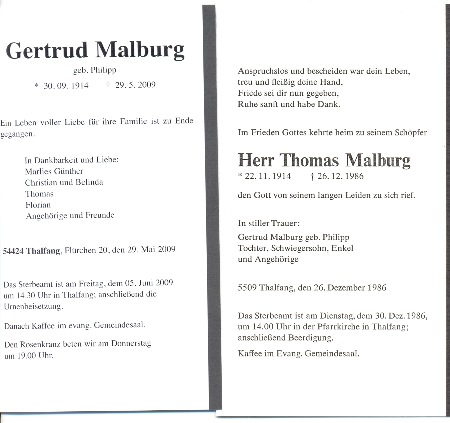 Gertrud Malburg
geb. Philipp
* 30. 09. 1914 † 29. 5. 2009
Ein Leben voller Liebe für ihre Familie ist zu Ende
gegangen.
In Dankbarkeit und Liebe:
Marlies Günther
Christian und Belinda
Thomas
Florian
Angehörige und Freunde
54424 Thalfang, Flürchen 20, den 29. Mai 2009
Das Sterbeamt ist am Freitag, dem 05. Juni 2009
um 14.30 Uhr in Thalfang; anschließend die
Urnenbeisetzung.
Danach Kaffee im evang. Gemeindesaal.
Den Rosenkranz beten wir am Donnerstag
um 19.00 Uhr.
Anspruchslos und bescheiden war dein Leben,
treu und fleißig deine Hand,
Friede sei dir nun gegeben,
Ruhe sanft und habe Dank.
Im Frieden Gottes kehrte heim zu seinem Schöpfer
Herr Thomas Malburg
* 22. 11. 1914 † 26. 12. 1986
den Gott von seinem langen Leiden zu sich rief.
In stiller Trauer:
Gertrud Malburg geb. Philipp
Tochter, Schwiegersohn, Enkel
und Angehörige
5509 Thalfang, den 26. Dezember 1986
Das Sterbeamt ist am Dienstag, dem 30. Dez. 1986,
um 14.00 Uhr in der Pfarrkirche in Thalfang;
anschließend Beerdigung.
Kaffee im Evang. Gemeindesaal.